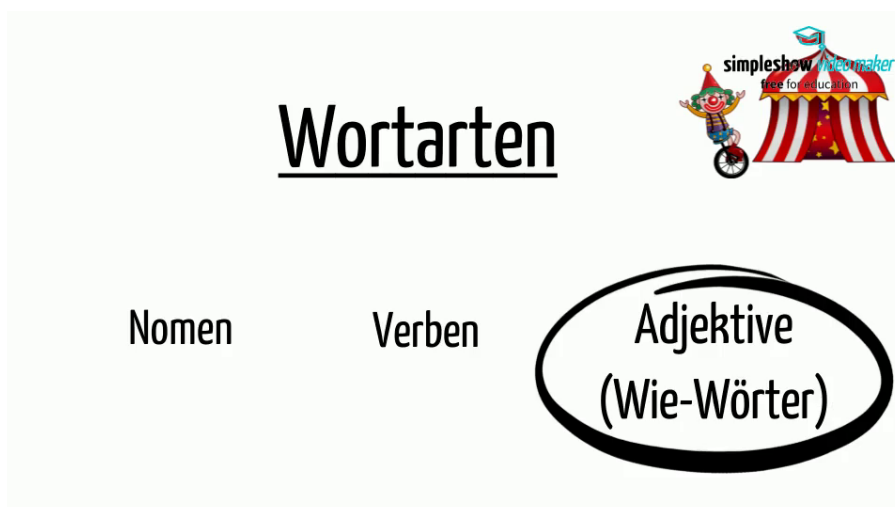 simpleshow video maker
free for education
Wortarten
Nomen
Verben
Adjektive
(Wie-Wörter)